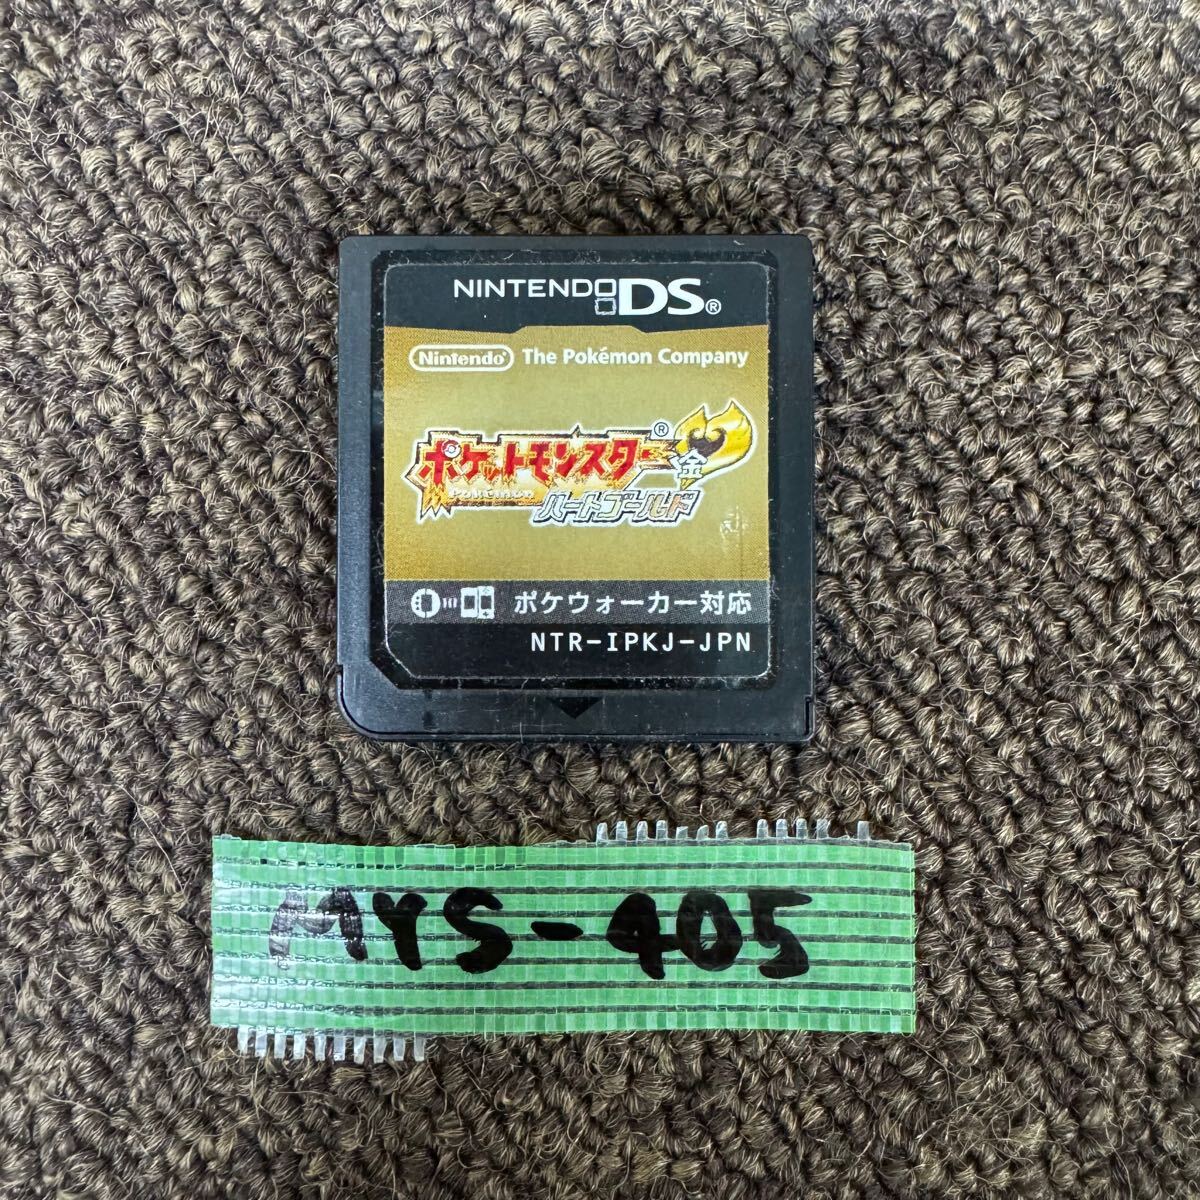 NINTENDO DS®
Nintendo® The Pokémon Company
ポケットモンスター® 金
Pokémon
ハートゴールド
ポケウォーカー対応
NTR-IPKJ-JPN
MYS-405